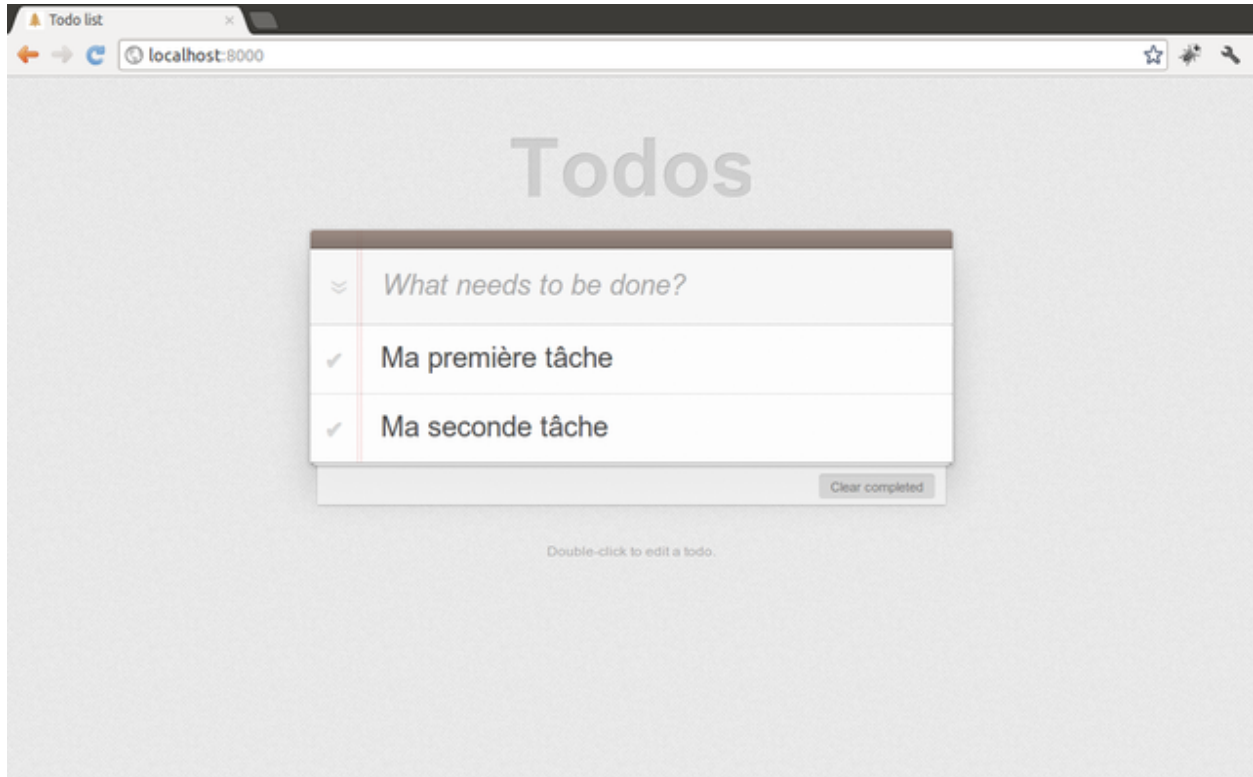 Todo list
localhost:8000
Todos
What needs to be done?
Ma première tâche
Ma seconde tâche
Clear completed
Double-click to edit a todo.